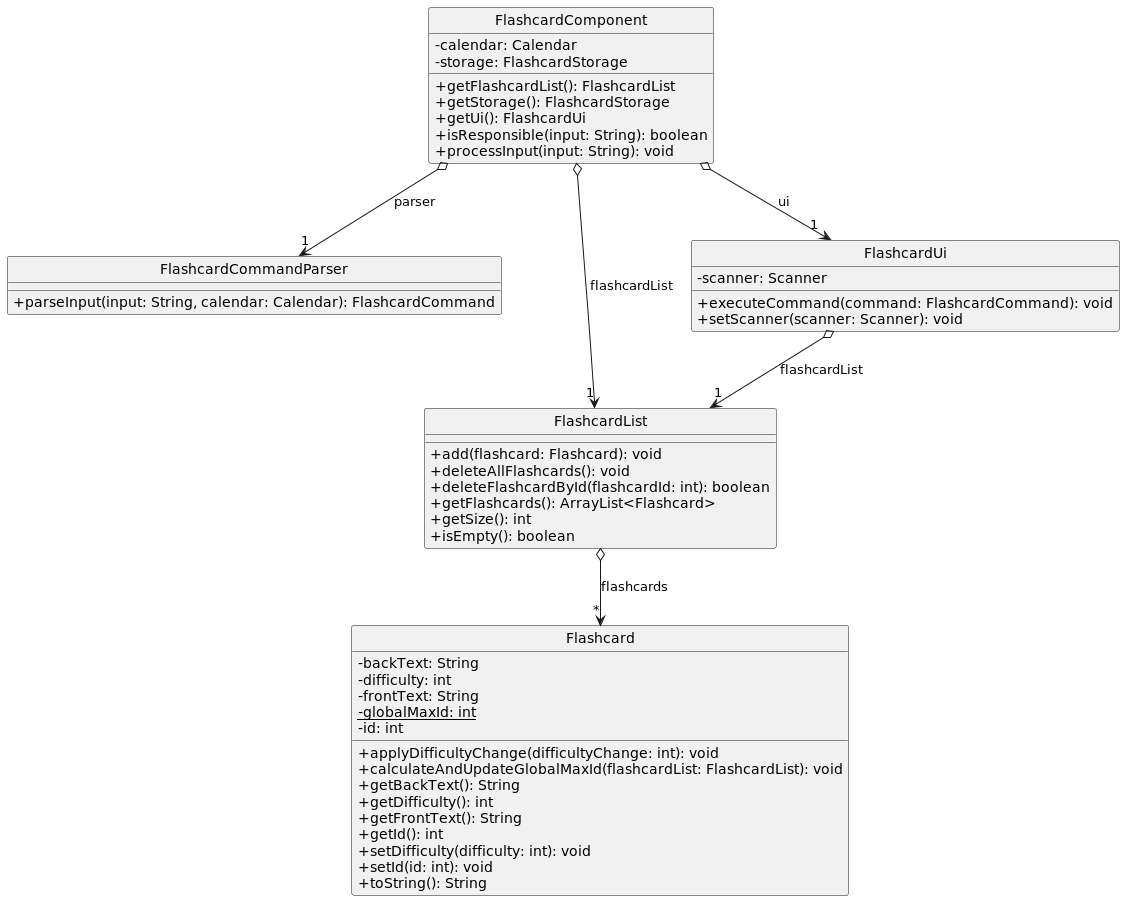 FlashcardComponent
-calendar: Calendar
-storage: FlashcardStorage
+getFlashcardList(): FlashcardList
+getStorage(): FlashcardStorage
+getUi(): FlashcardUi
+isResponsible(input: String): boolean
+processInput(input: String): void
parser
ui
1
1
FlashcardCommandParser
+parseInput(input: String, calendar: Calendar): FlashcardCommand
flashcardList
FlashcardUi
-scanner: Scanner
+executeCommand(command: FlashcardCommand): void
+setScanner(scanner: Scanner): void
flashcardList
1
1
FlashcardList
+add(flashcard: Flashcard): void
+deleteAllFlashcards(): void
+deleteFlashcardById(flashcardId: int): boolean
+getFlashcards(): ArrayList<Flashcard>
+getSize(): int
+isEmpty(): boolean
flashcards
*
Flashcard
-backText: String
-difficulty: int
-frontText: String
-globalMaxId: int
-id: int
+applyDifficultyChange(difficultyChange: int): void
+calculateAndUpdateGlobalMaxId(flashcardList: FlashcardList): void
+getBackText(): String
+getDifficulty(): int
+getFrontText(): String
+getId(): int
+setDifficulty(difficulty: int): void
+setId(id: int): void
+toString(): String